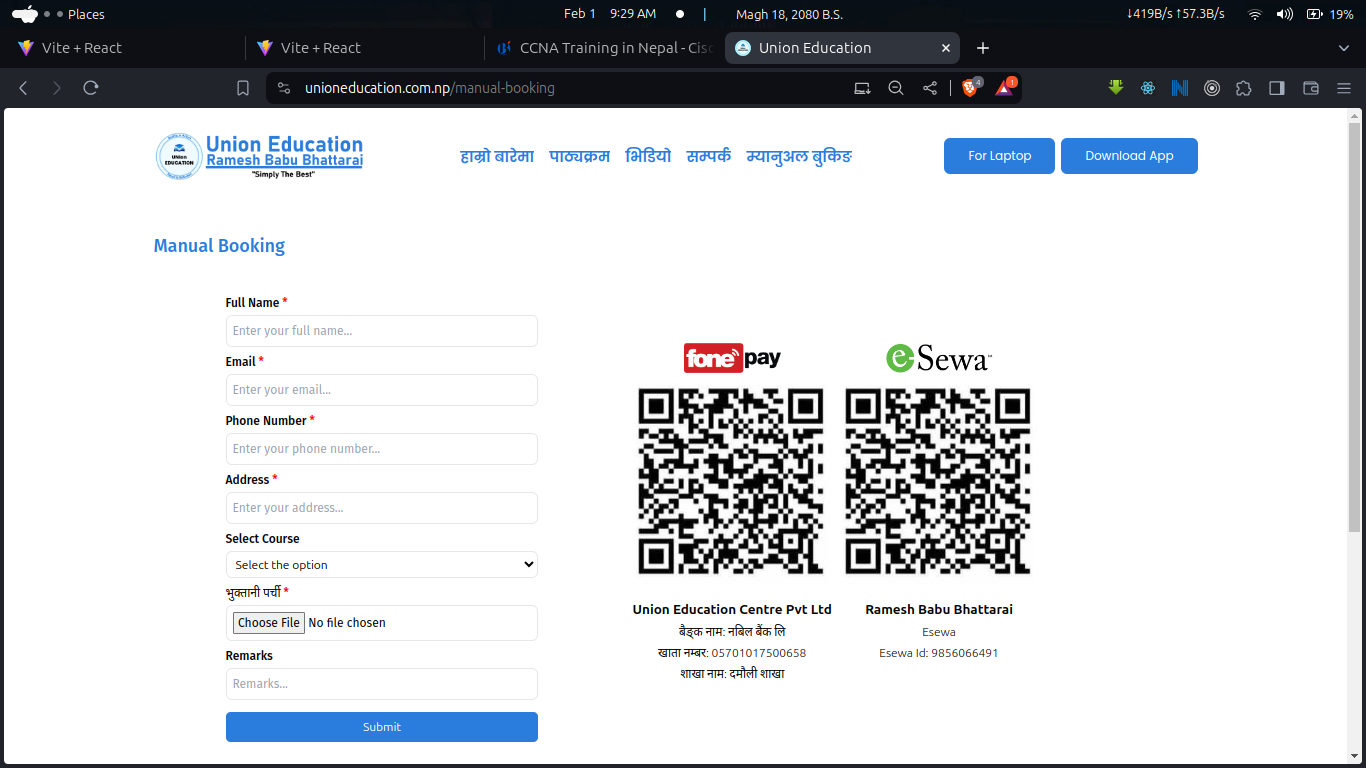 Places
Feb 1 9:29 AM
Magh 18, 2080 B.S.
↓419B/s ↑57.3B/s
19%
Vite + React
Vite + React
CCNA Training in Nepal - Cisc
Union Education
unioneducation.com.np/manual-booking
4
1
Union Education
Ramesh Babu Bhattarai
"Simply The Best"
UNion
EDUCATION
हाम्रो बारेमा पाठ्यक्रम भिडियो सम्पर्क म्यानुअल बुकिङ
For Laptop
Download App
Manual Booking
Full Name *
Enter your full name...
Email *
Enter your email...
Phone Number *
Enter your phone number...
Address *
Enter your address...
Select Course
Select the option
भुक्तानी पर्ची *
Choose File No file chosen
Remarks
Remarks...
Submit
fonepay
e-Sewa™
Union Education Centre Pvt Ltd
बैङ्क नाम: नबिल बैंक लि
खाता नम्बर: 05701017500658
शाखा नाम: दमौली शाखा
Ramesh Babu Bhattarai
Esewa
Esewa Id: 9856066491